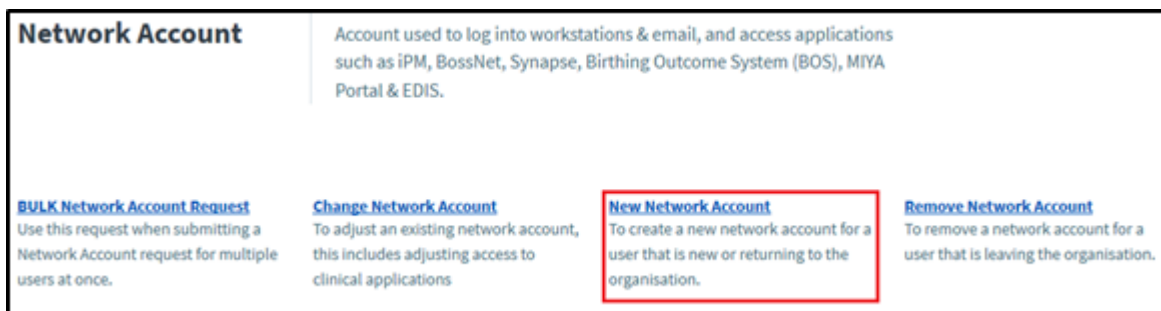 Network Account
Account used to log into workstations & email, and access applications
such as iPM, BossNet, Synapse, Birthing Outcome System (BOS), MIYA
Portal & EDIS.
BULK Network Account Request
Use this request when submitting a
Network Account request for multiple
users at once.
Change Network Account
To adjust an existing network account,
this includes adjusting access to
clinical applications
New Network Account
To create a new network account for a
user that is new or returning to the
organisation.
Remove Network Account
To remove a network account for a
user that is leaving the organisation.